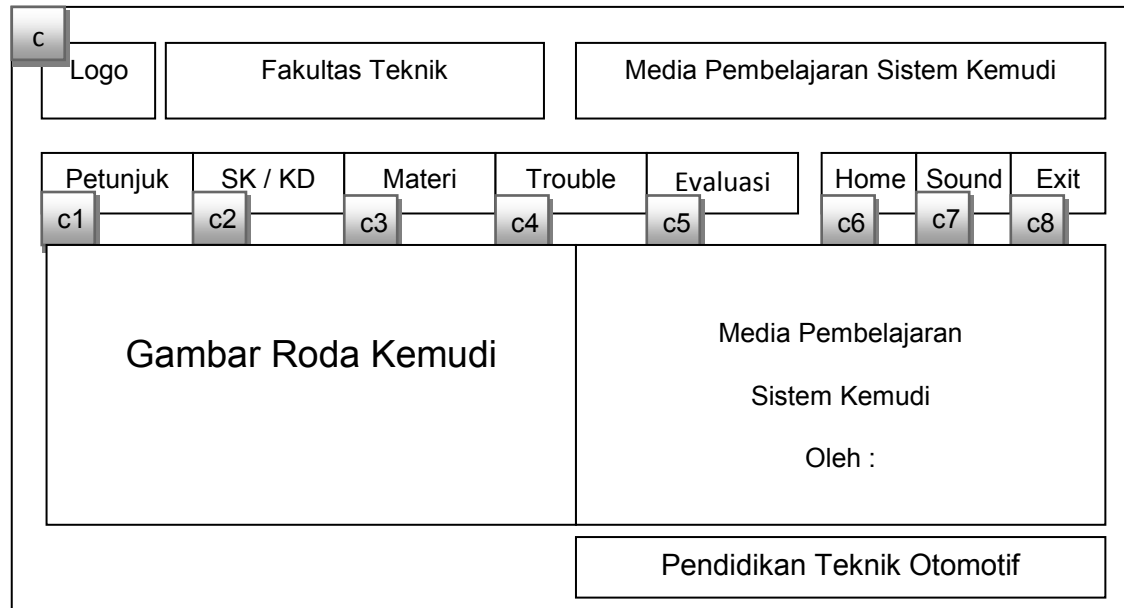 c
Logo Fakultas Teknik Media Pembelajaran Sistem Kemudi
Petunjuk SK / KD Materi Trouble Evaluasi Home Sound Exit
c1 c2 c3 c4 c5 c6 c7 c8
Gambar Roda Kemudi
Media Pembelajaran
Sistem Kemudi
Oleh :
Pendidikan Teknik Otomotif